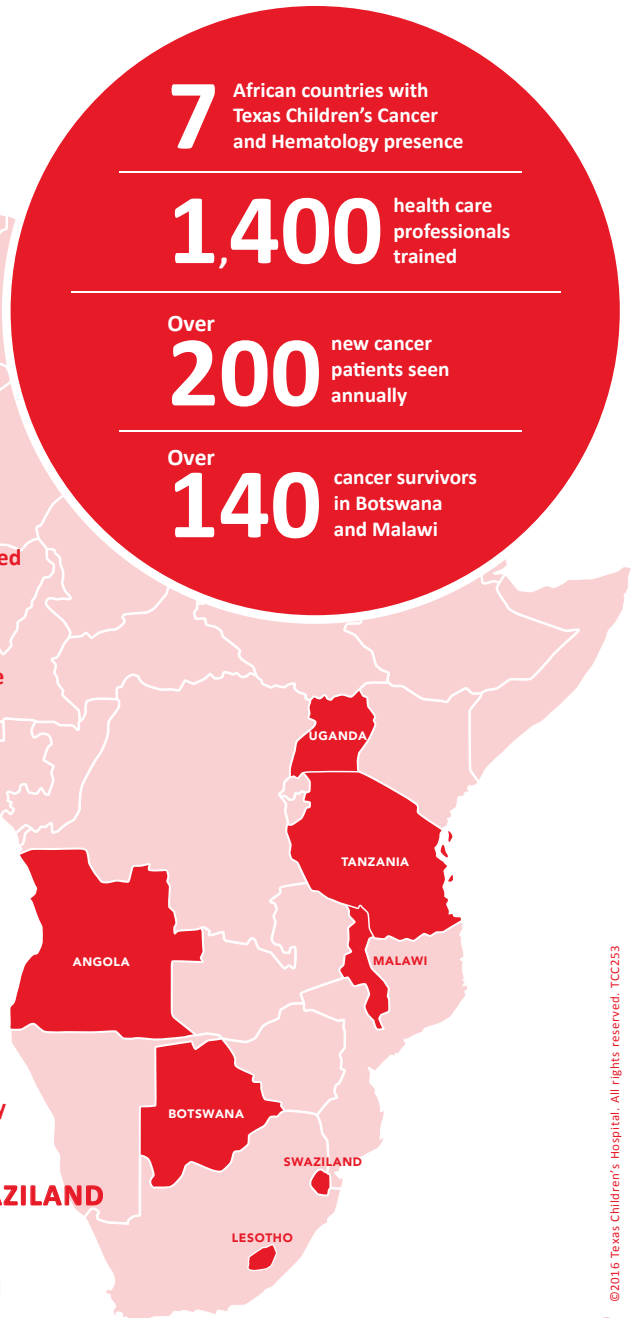 7
African countries with
Texas Children's Cancer
and Hematology presence
1,400
health care
professionals
trained
Over
200
new cancer
patients seen
annually
Over
140
cancer survivors
in Botswana
and Malawi
UGANDA
TANZANIA
ANGOLA
MALAWI
BOTSWANA
SWAZILAND
AZILAND
LESOTHO
©2016 Texas Children's Hospital. All rights reserved. TCC253